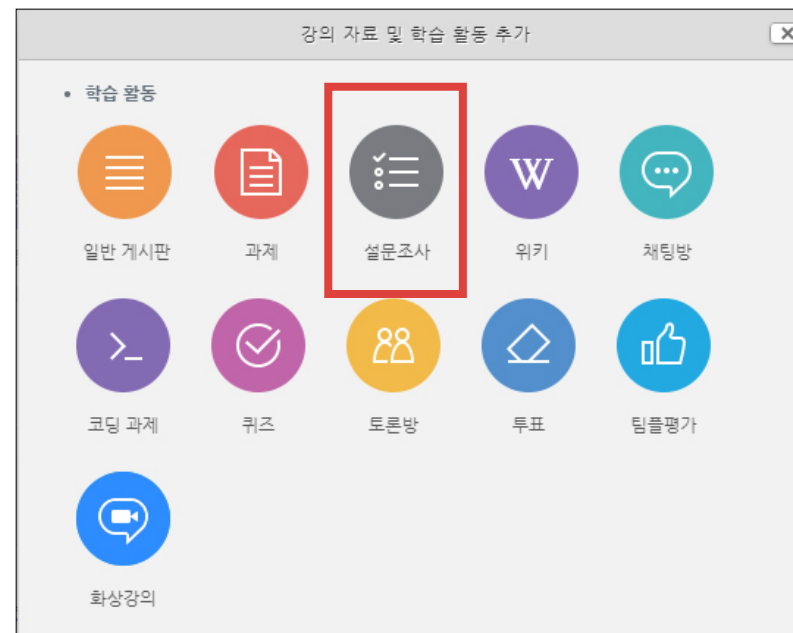 강의 자료 및 학습 활동 추가
학습 활동
일반 게시판 과제 설문조사 위키 채팅방
코딩 과제 퀴즈 토론방 투표 팀플평가
화상강의